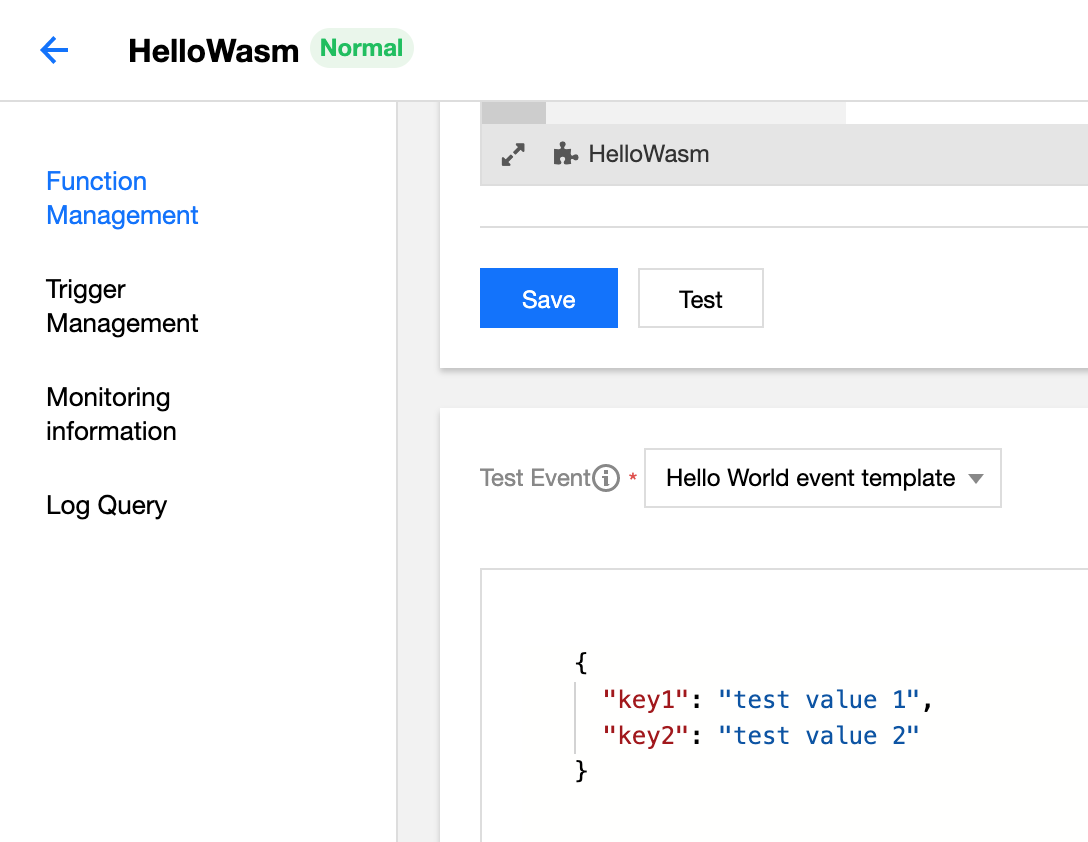 HelloWasm Normal
Function
Management
Trigger
Management
Monitoring
information
Log Query
HelloWasm
Save Test
Test Event * Hello World event template
{
"key1": "test value 1",
"key2": "test value 2"
}